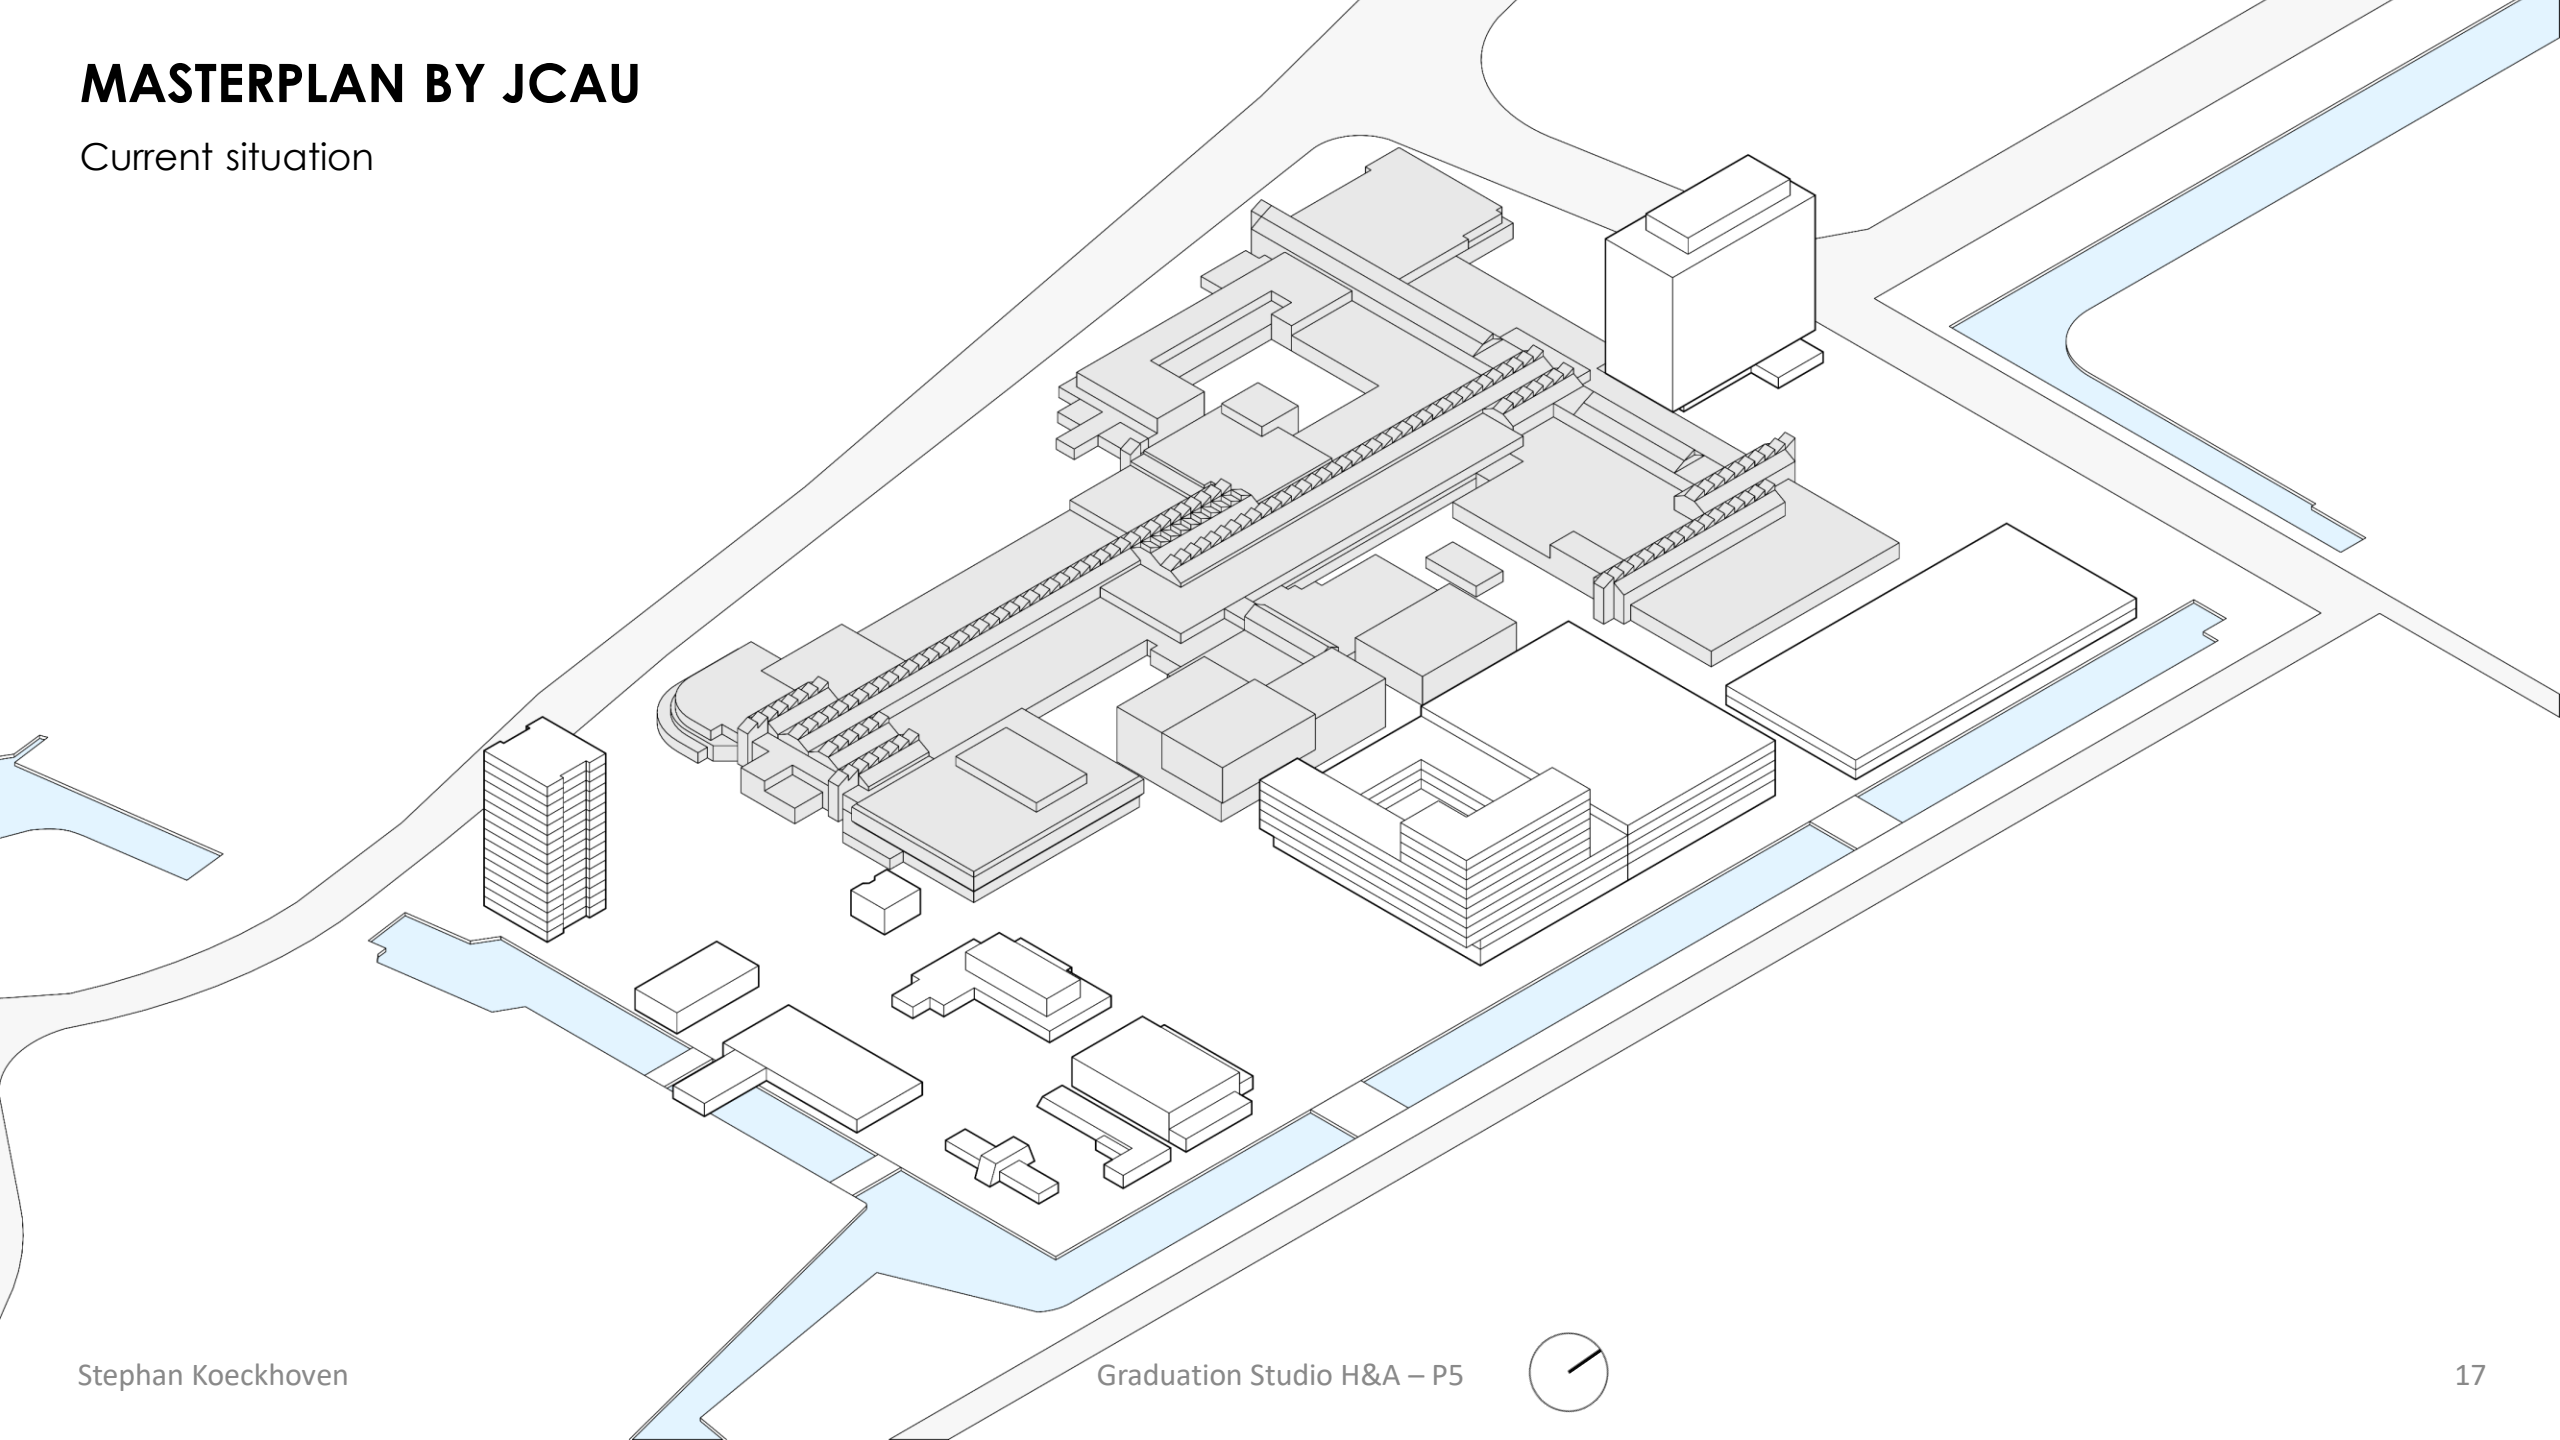 MASTERPLAN BY JCAU
Current situation
Stephan Koeckhoven
Graduation Studio H&A – P5
17